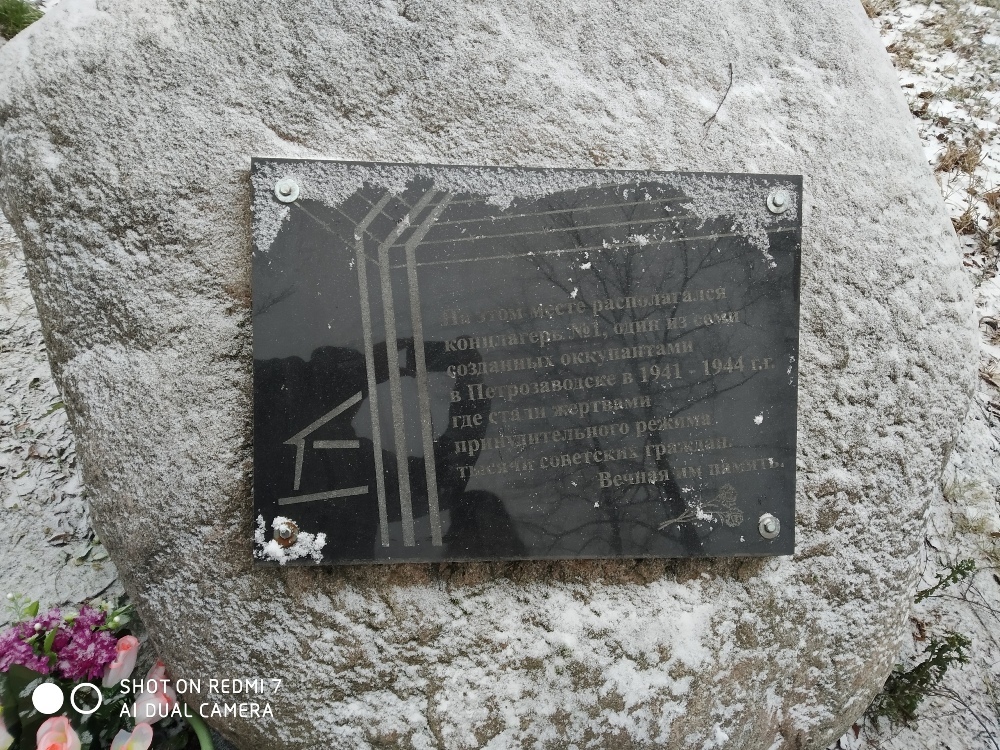 На этом месте располагался
концлагерь №1, один из семи
созданных оккупантами
в Петрозаводске в 1941 - 1944 г.г.
где стали жертвами
принудительного режима
тысячи советских граждан.
Вечная им память.
SHOT ON REDMI 7
AI DUAL CAMERA